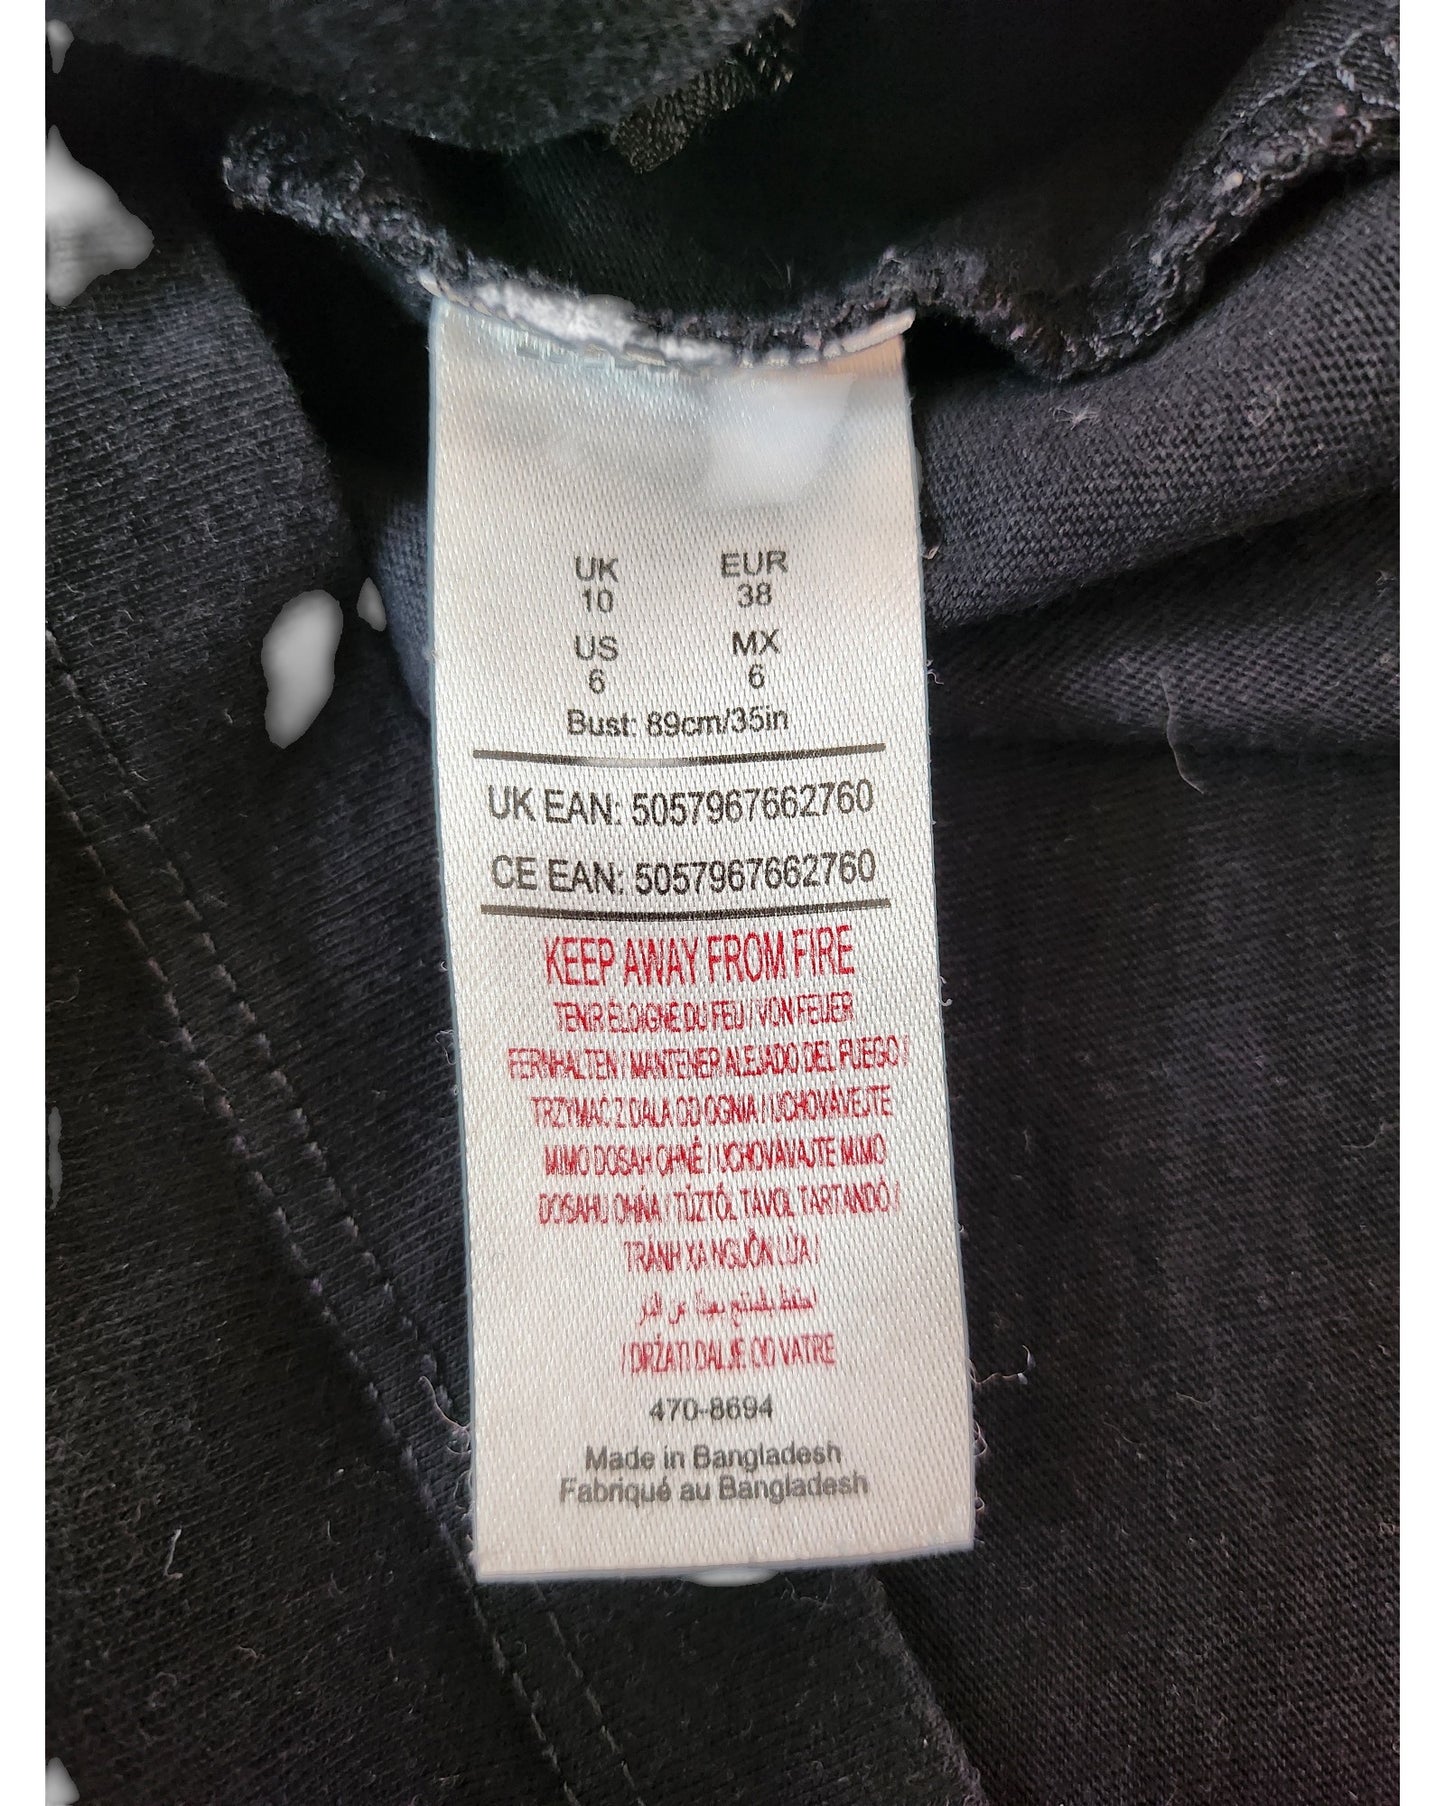 UK EUR
10 38
US MX
6 6
Bust: 89cm/35in
UK EAN: 5057967662760
CE EAN: 5057967662760
KEEP AWAY FROM FIRE
TENIR ÉLOIGNÉ DU FEU / VON FEUER
FERNHALTEN / MANTENER ALEJADO DEL FUEGO /
TRZYMAĆ Z DALA OD OGNIA / UCHOVÁVEJTE
MIMO DOSAH OHNĚ / UCHOVÁVAJTE MIMO
DOSAHU OHŇA / TŰZTŐL TÁVOL TARTANDÓ /
TRÁNH XA NGUỒN LỬA /
عن النار
/ DRŽATI DALJE OD VATRE
470-8694
Made in Bangladesh
Fabriqué au Bangladesh